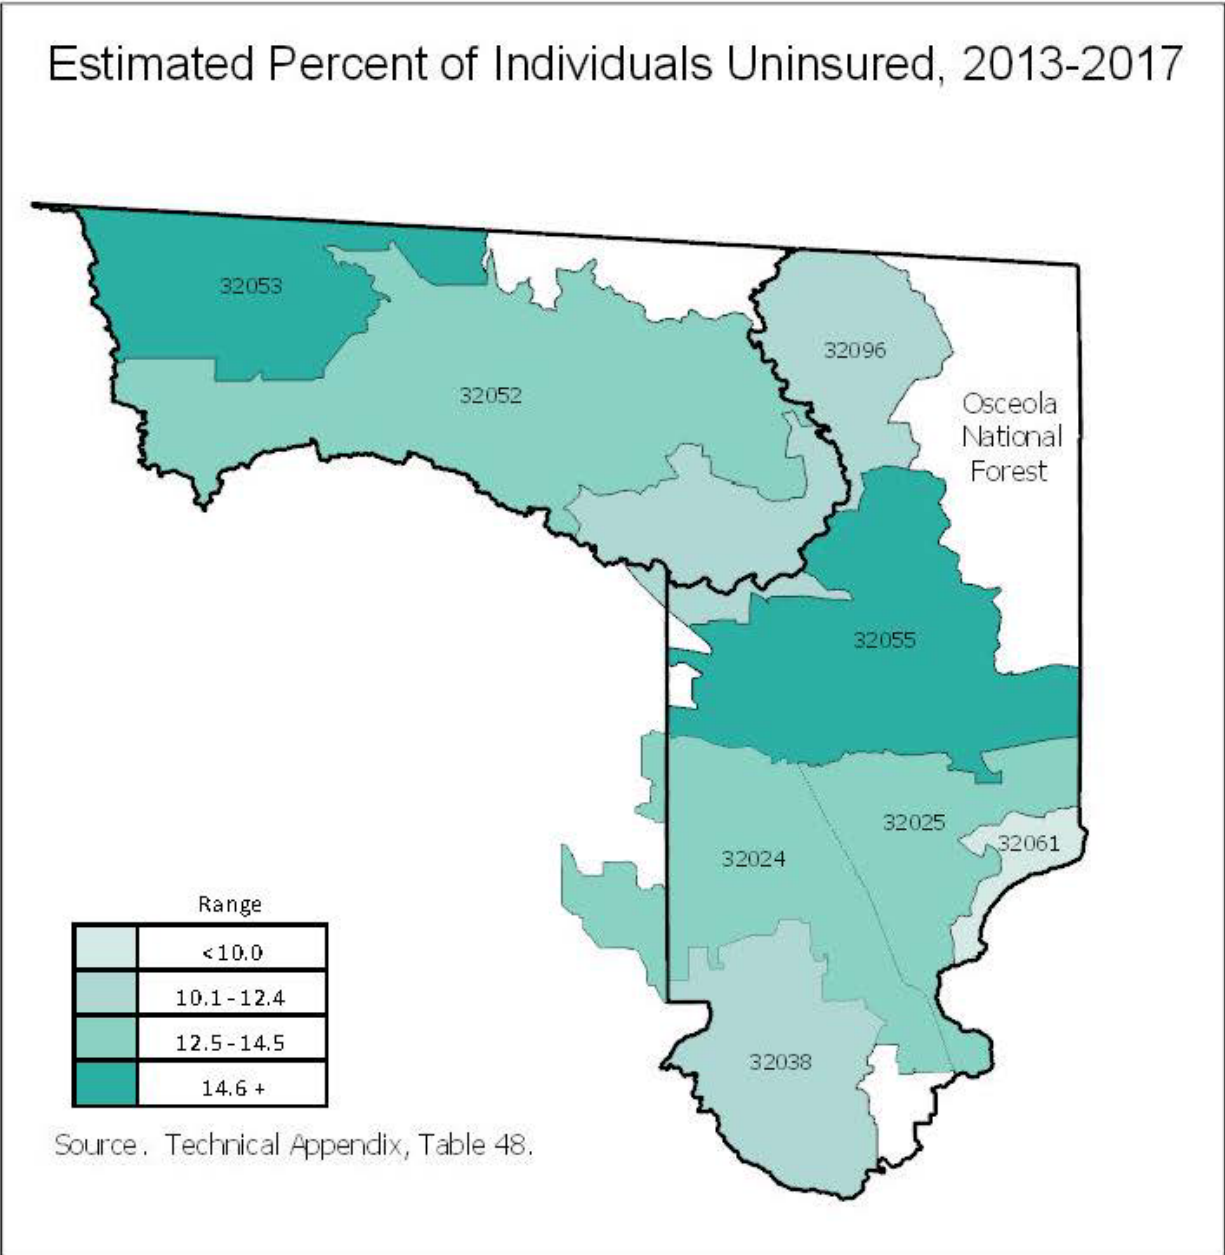 Estimated Percent of Individuals Uninsured, 2013-2017
32053
32096
32052
Osceola
National
Forest
32055
32025
32061
32024
32038
Range
<10.0
10.1-12.4
12.5-14.5
14.6 +
Source. Technical Appendix, Table 48.